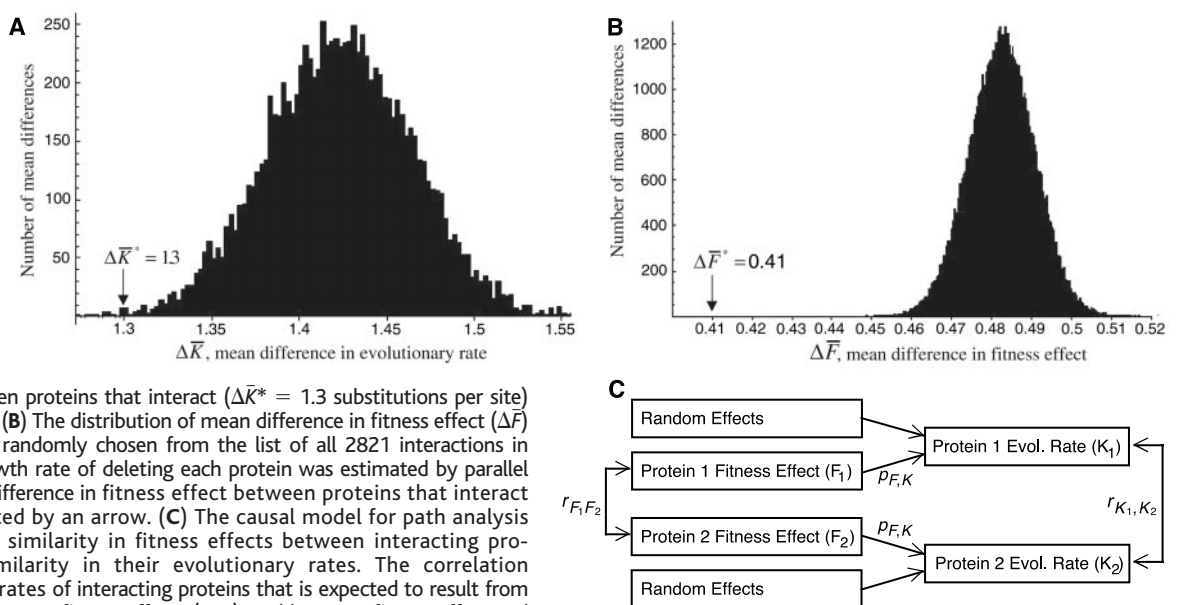 A
Number of mean differences
250
200
150
100
50
ΔK̅* = 13
1.3 1.35 1.4 1.45 1.5 1.55
ΔK̅, mean difference in evolutionary rate
B
Number of mean differences
1200
1000
800
600
400
200
ΔF̅* =0.41
0.41 0.42 0.43 0.44 0.45 0.46 0.47 0.48 0.49 0.5 0.51 0.52
ΔF̅, mean difference in fitness effect
en proteins that interact (ΔK̅* = 1.3 substitutions per site)
(B) The distribution of mean difference in fitness effect (ΔF̅)
randomly chosen from the list of all 2821 interactions in
wth rate of deleting each protein was estimated by parallel
ifference in fitness effect between proteins that interact
ted by an arrow. (C) The causal model for path analysis
similarity in fitness effects between interacting pro-
milarity in their evolutionary rates. The correlation
rates of interacting proteins that is expected to result from
C
Random Effects
Protein 1 Fitness Effect (F1)
Protein 2 Fitness Effect (F2)
Random Effects
rF1F2
pF,K
pF,K
Protein 1 Evol. Rate (K1)
Protein 2 Evol. Rate (K2)
rK1,K2